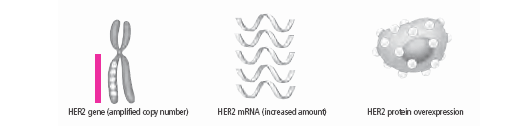 HER2 gene (amplified copy number)
HER2 mRNA (increased amount)
HER2 protein overexpression